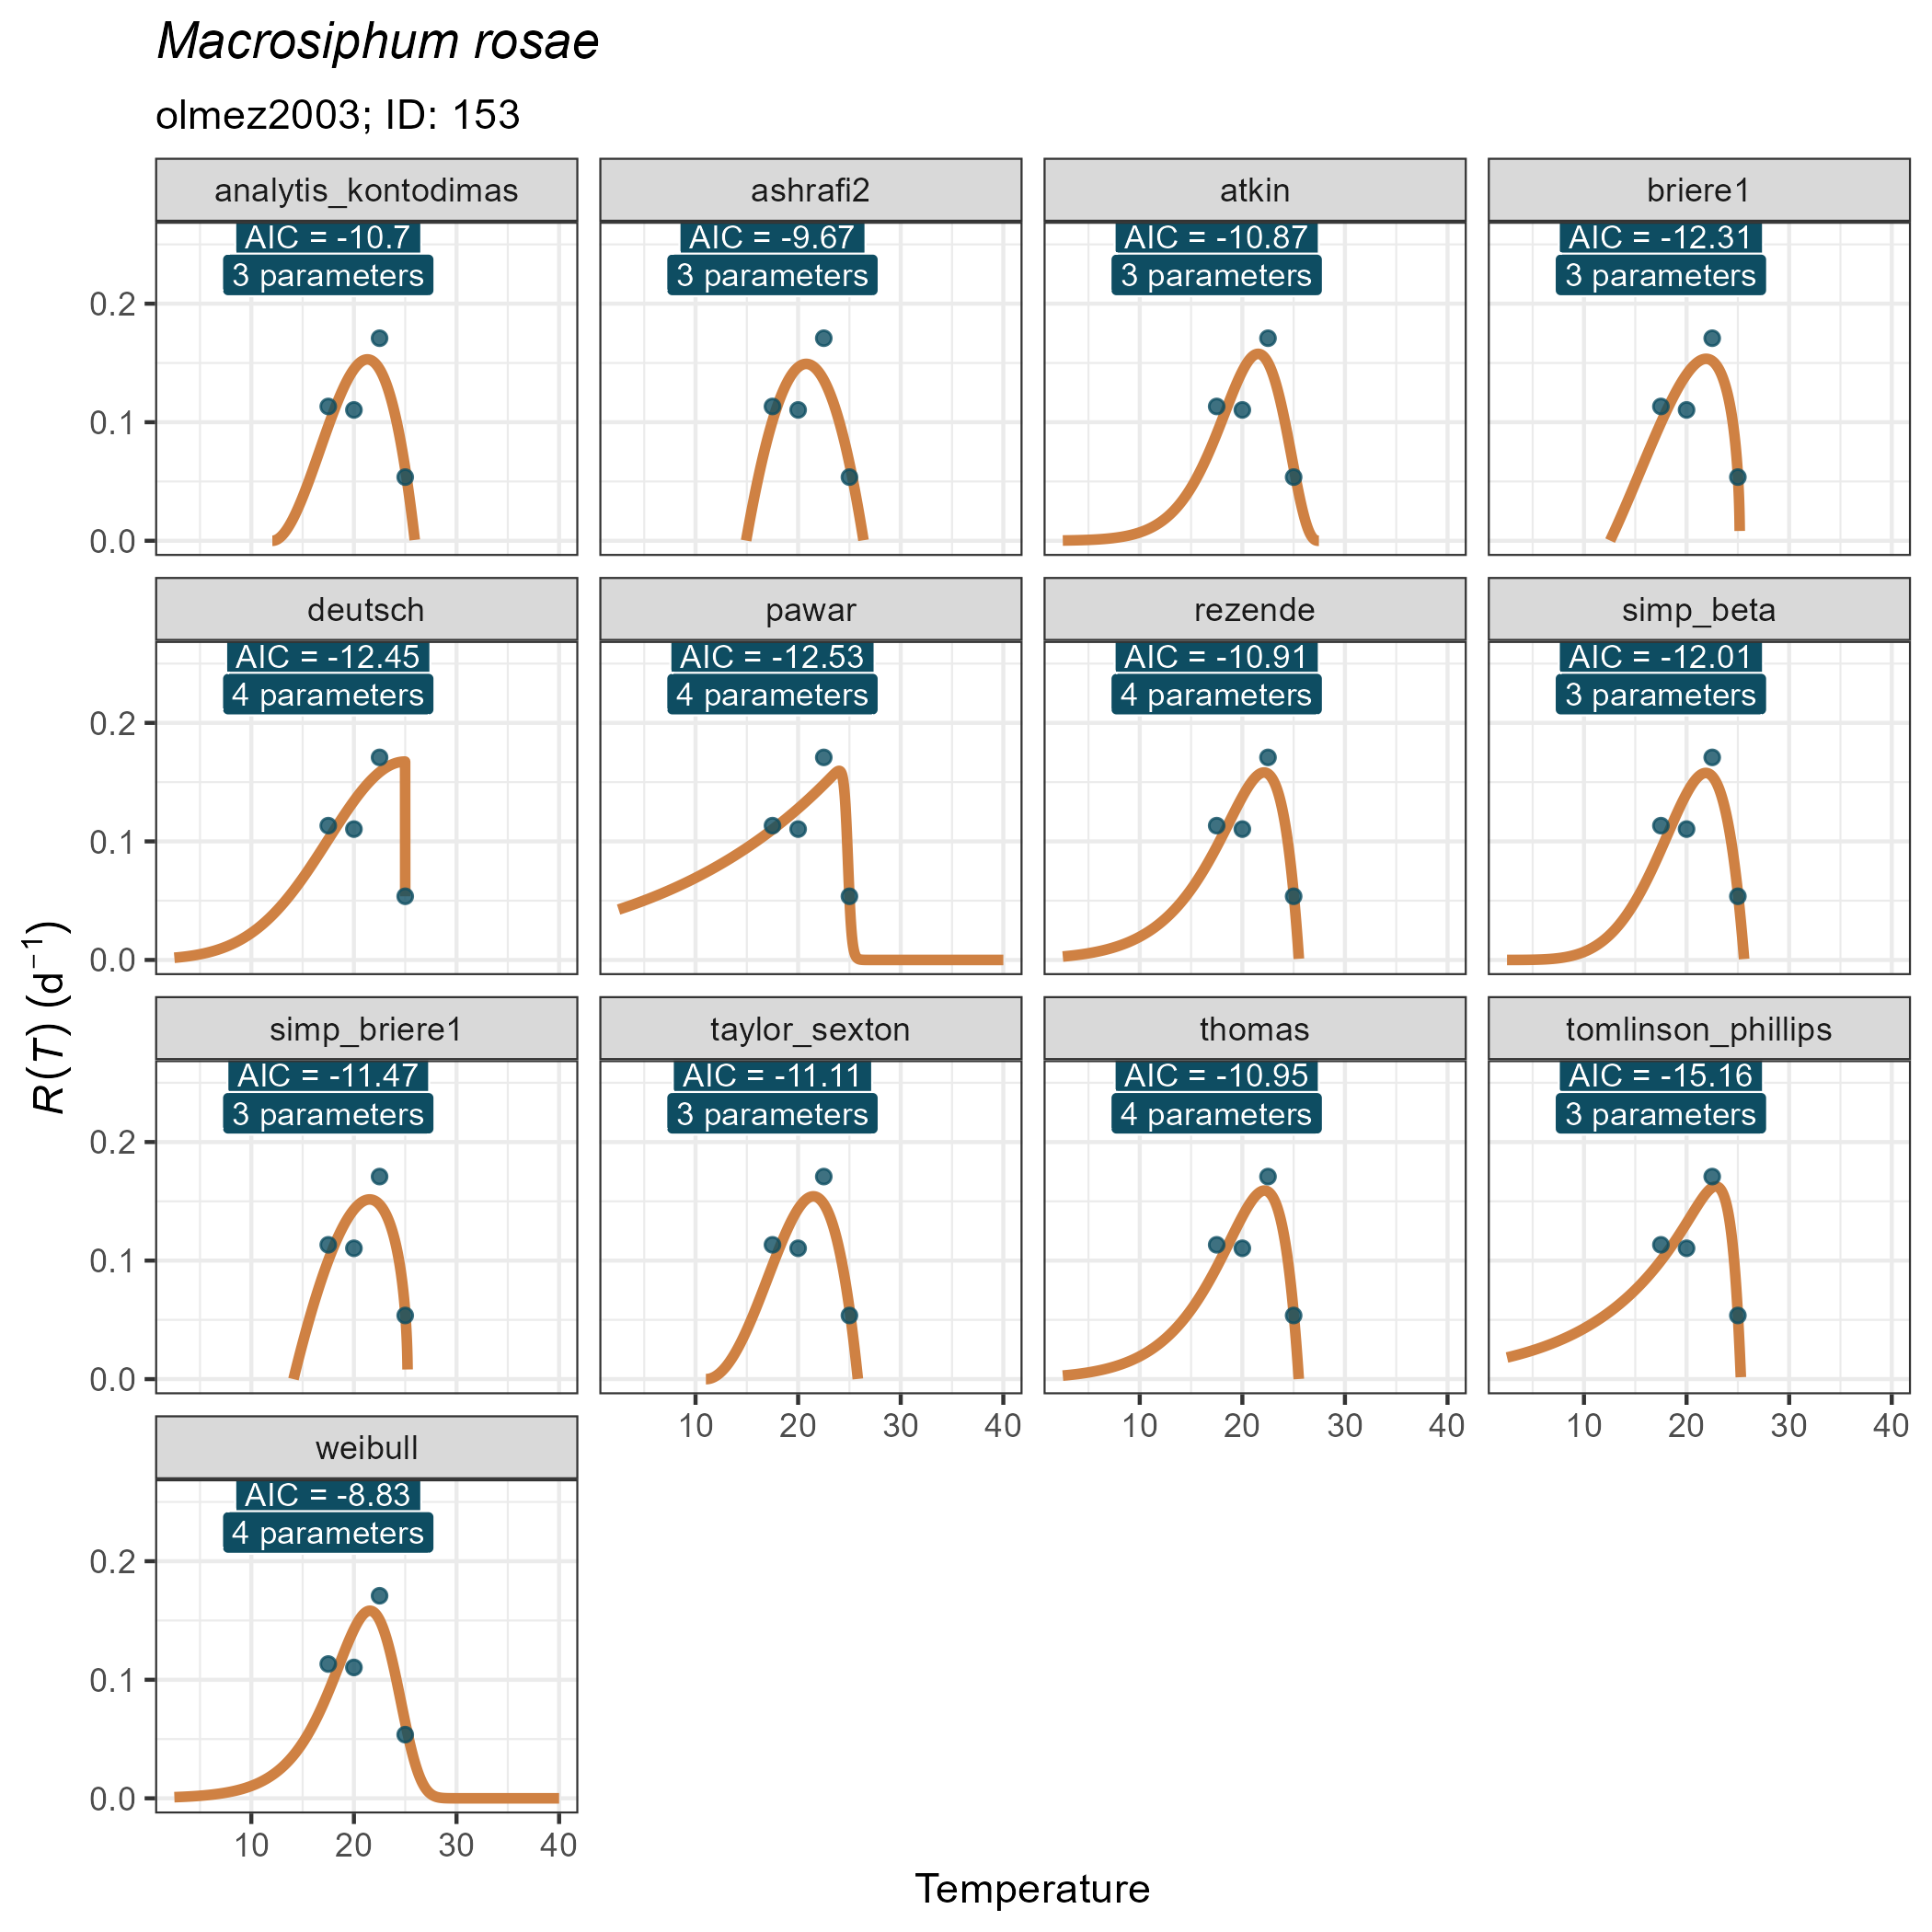 Macrosiphum rosae
olmez2003; ID: 153
analytis_kontodimas
ashrafi2
atkin
briere1
AIC = -10.7
AIC = -9.67
AIC = -10.87
AIC = -12.31
3 parameters
3 parameters
3 parameters
3 parameters
0.2
0.1
0.0
deutsch
pawar
rezende
simp_beta
AIC = -12.45
AIC = -12.53
AIC = -10.91
AIC = -12.01
4 parameters
4 parameters
4 parameters
3 parameters
0.2
0.1
0.0
R(T) (d⁻¹)
simp_briere1
taylor_sexton
thomas
tomlinson_phillips
AIC = -11.47
AIC = -11.11
AIC = -10.95
AIC = -15.16
3 parameters
3 parameters
4 parameters
3 parameters
0.2
0.1
0.0
10 20 30 40
10 20 30 40
10 20 30 40
weibull
AIC = -8.83
4 parameters
0.2
0.1
0.0
10 20 30 40
Temperature